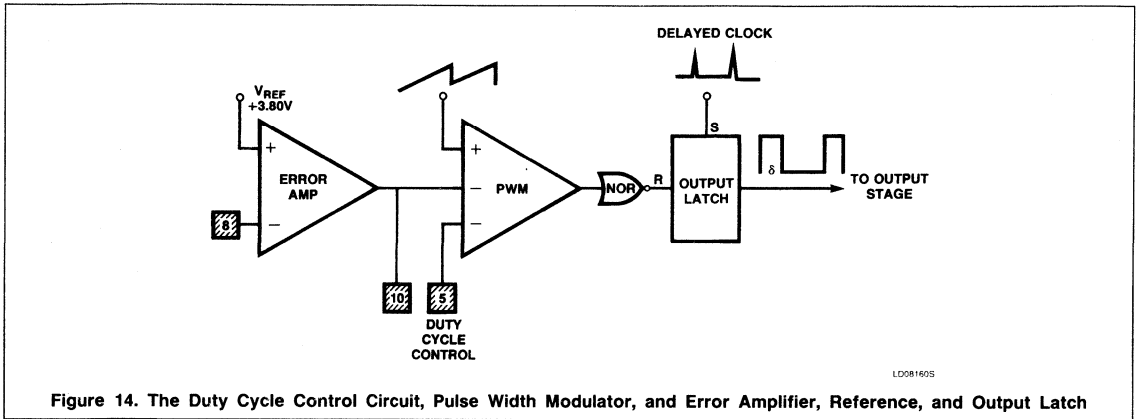 DELAYED CLOCK
VREF
+3.80V
+
ERROR
AMP
−
8
10
+
−
PWM
−
5
DUTY
CYCLE
CONTROL
NOR
R
S
OUTPUT
LATCH
δ
TO OUTPUT
STAGE
LD08160S
Figure 14. The Duty Cycle Control Circuit, Pulse Width Modulator, and Error Amplifier, Reference, and Output Latch